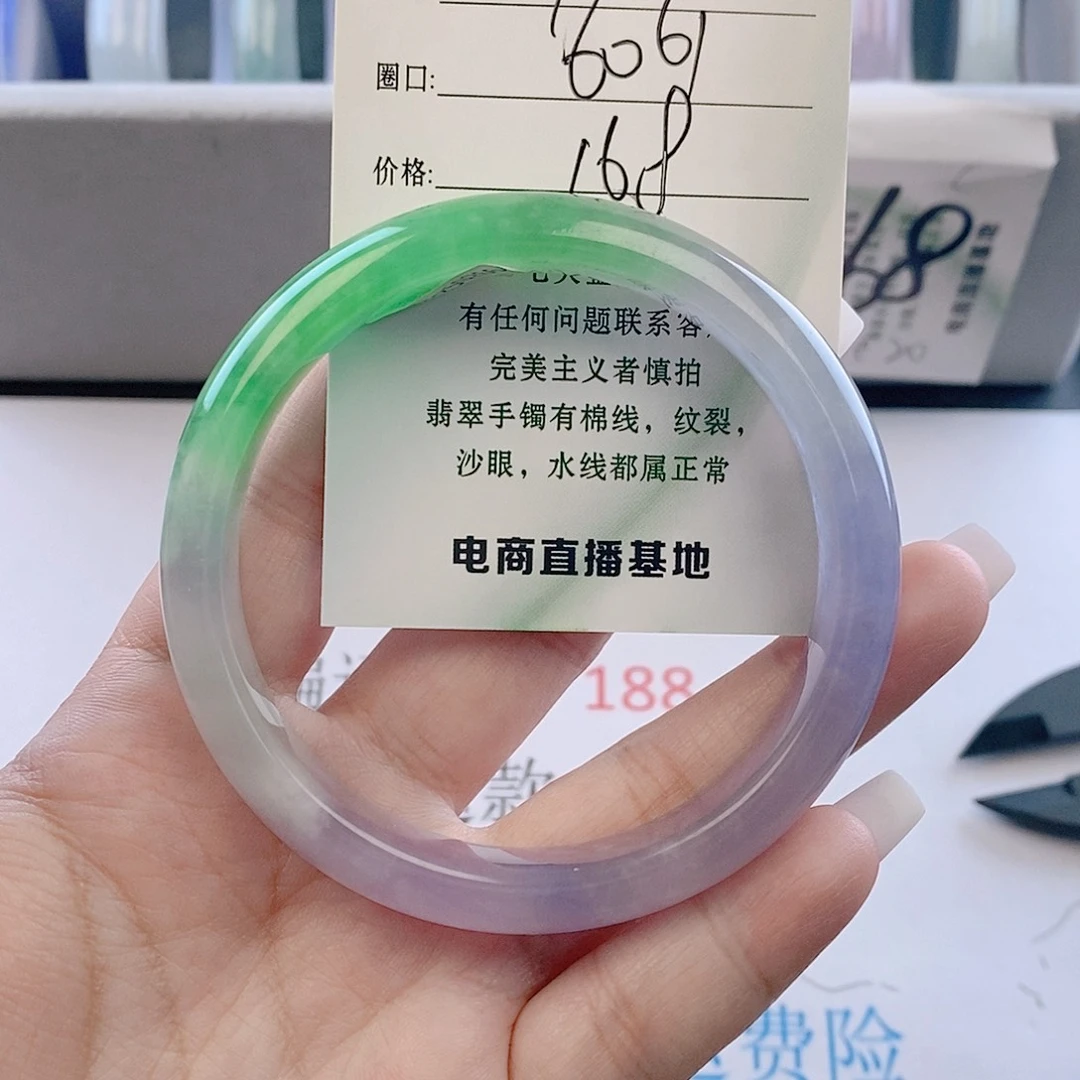 圈口:
价格: 168
有任何问题联系客
完美主义者慎拍
翡翠手镯有棉线，纹裂，
沙眼，水线都属正常
电商直播基地
68
188
款
费险